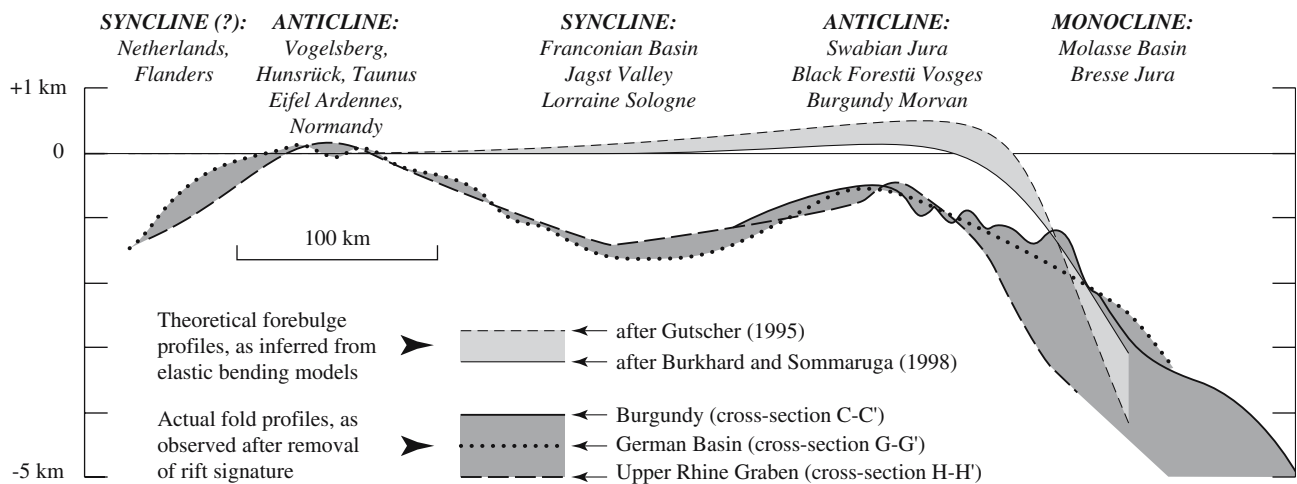 SYNCLINE (?):
Netherlands,
Flanders
ANTICLINE:
Vogelsberg,
Hunsrück, Taunus
Eifel Ardennes,
Normandy
SYNCLINE:
Franconian Basin
Jagst Valley
Lorraine Sologne
ANTICLINE:
Swabian Jura
Black Forestü Vosges
Burgundy Morvan
MONOCLINE:
Molasse Basin
Bresse Jura
+1 km
0
-5 km
100 km
Theoretical forebulge
profiles, as inferred from
elastic bending models
after Gutscher (1995)
after Burkhard and Sommaruga (1998)
Actual fold profiles, as
observed after removal
of rift signature
Burgundy (cross-section C-C')
German Basin (cross-section G-G')
Upper Rhine Graben (cross-section H-H')